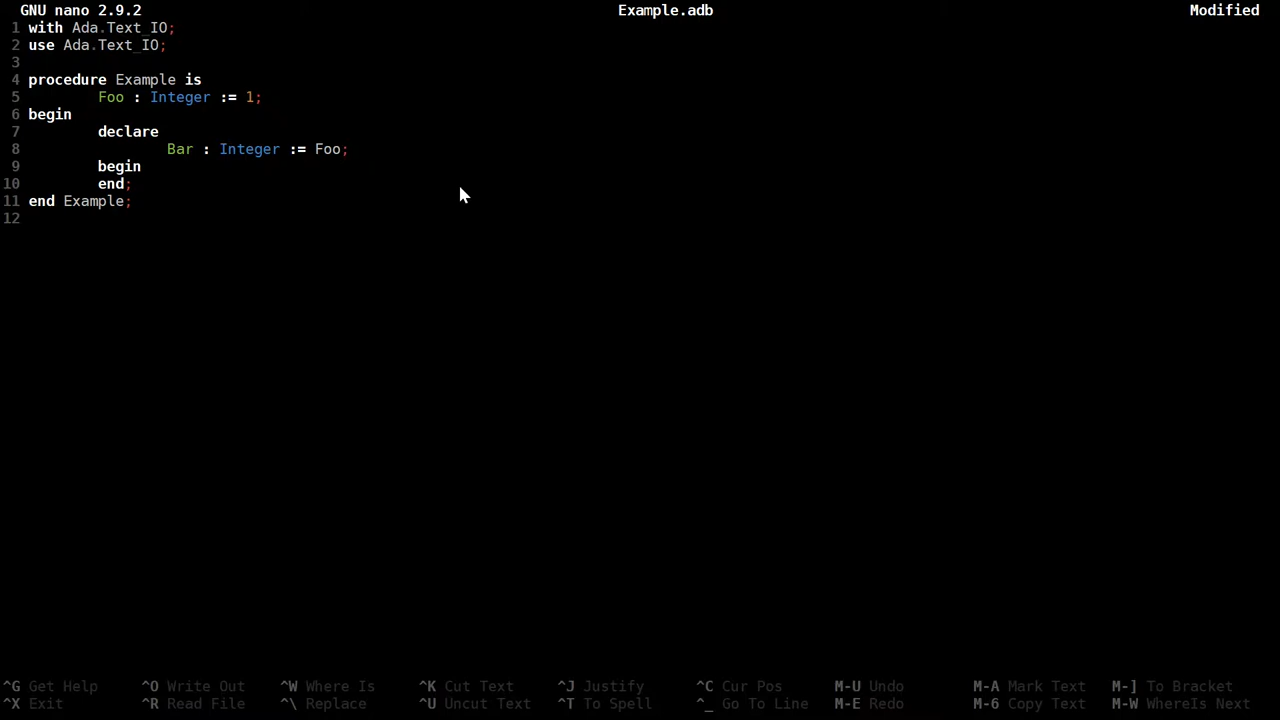 GNU nano 2.9.2 Example.adb Modified
1 with Ada.Text_IO;
2 use Ada.Text_IO;
3
4 procedure Example is
5 Foo : Integer := 1;
6 begin
7 declare
8 Bar : Integer := Foo;
9 begin
10 end;
11 end Example;
12
^G Get Help ^O Write Out ^W Where Is ^K Cut Text ^J Justify ^C Cur Pos M-U Undo M-A Mark Text M-] To Bracket
^X Exit ^R Read File ^\ Replace ^U Uncut Text ^T To Spell ^_ Go To Line M-E Redo M-6 Copy Text M-W WhereIs Next